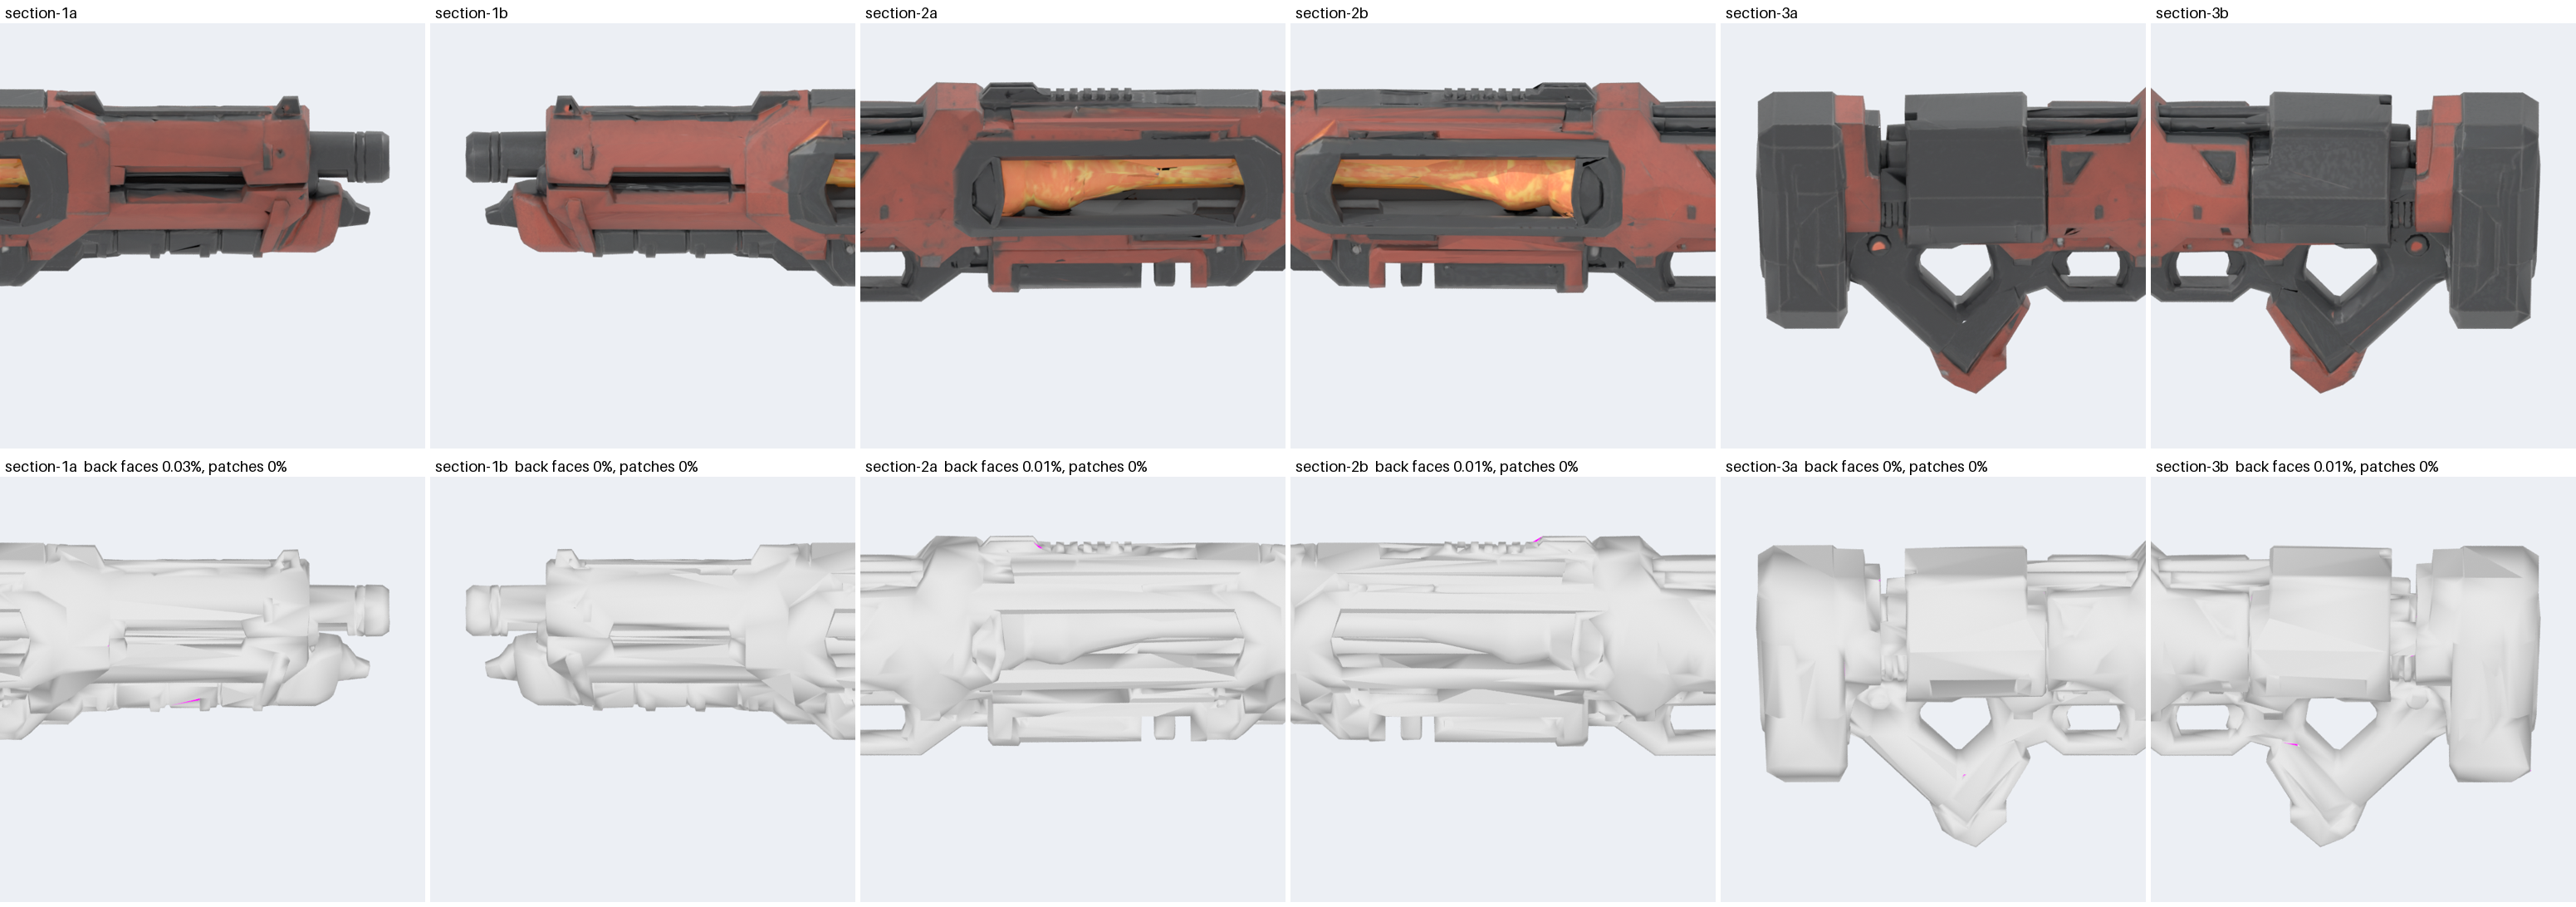 section-1a
section-1b
section-2a
section-2b
section-3a
section-3b
section-1a back faces 0.03%, patches 0%
section-1b back faces 0%, patches 0%
section-2a back faces 0.01%, patches 0%
section-2b back faces 0.01%, patches 0%
section-3a back faces 0%, patches 0%
section-3b back faces 0.01%, patches 0%